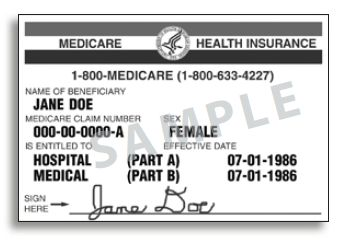 MEDICARE HEALTH INSURANCE
1-800-MEDICARE (1-800-633-4227)
NAME OF BENEFICIARY
JANE DOE
MEDICARE CLAIM NUMBER SEX
000-00-0000-A FEMALE
IS ENTITLED TO EFFECTIVE DATE
HOSPITAL (PART A) 07-01-1986
MEDICAL (PART B) 07-01-1986
SIGN HERE Jane Doe
SAMPLE